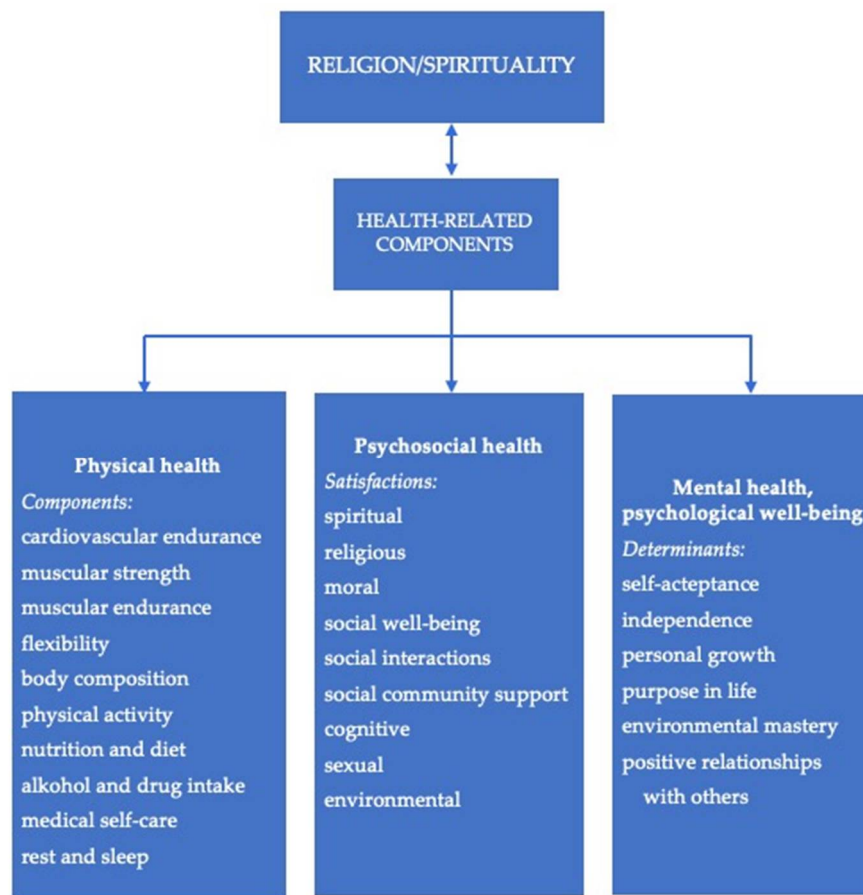 RELIGION/SPIRITUALITY
HEALTH-RELATED
COMPONENTS
Physical health
Components:
cardiovascular endurance
muscular strength
muscular endurance
flexibility
body composition
physical activity
nutrition and diet
alkohol and drug intake
medical self-care
rest and sleep
Psychosocial health
Satisfactions:
spiritual
religious
moral
social well-being
social interactions
social community support
cognitive
sexual
environmental
Mental health,
psychological well-being
Determinants:
self-acteptance
independence
personal growth
purpose in life
environmental mastery
positive relationships
with others